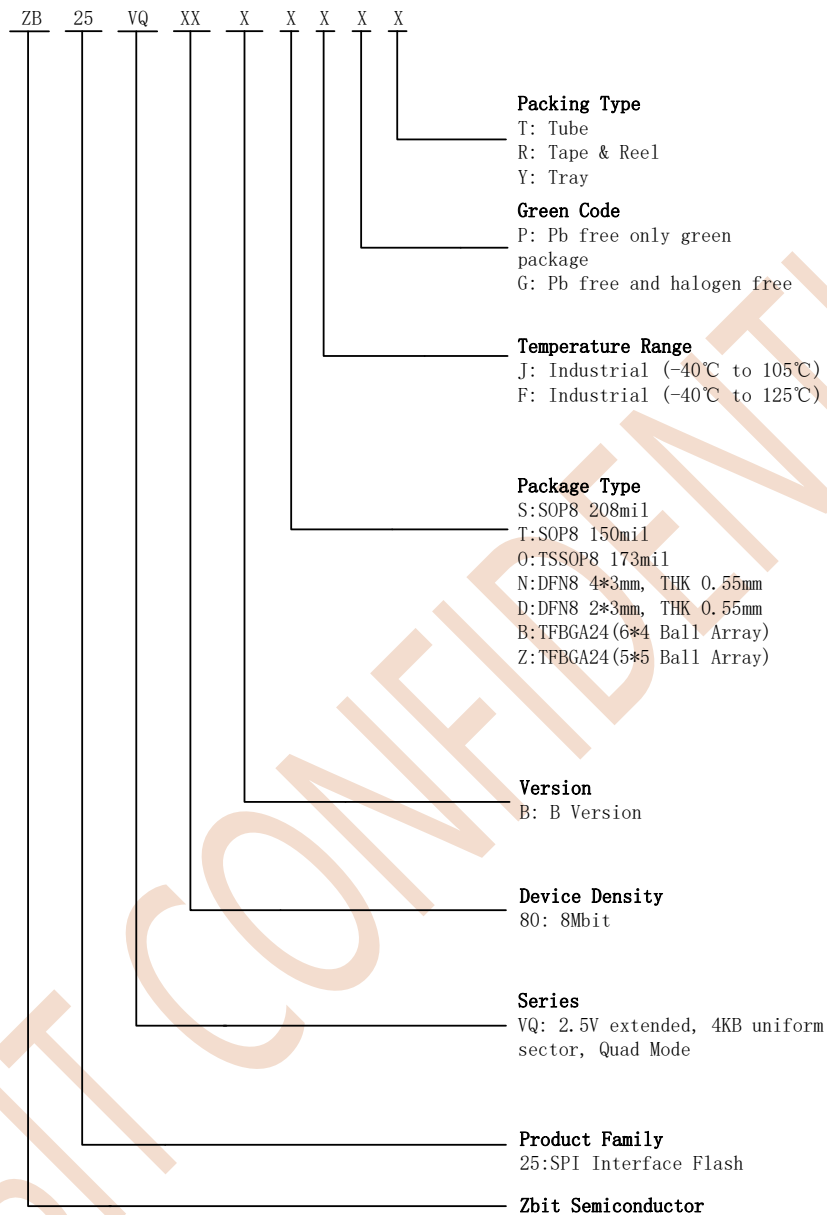 ZB 25 VQ XX X X X X X
Packing Type
T: Tube
R: Tape & Reel
Y: Tray
Green Code
P: Pb free only green
package
G: Pb free and halogen free
Temperature Range
J: Industrial (-40℃ to 105℃)
F: Industrial (-40℃ to 125℃)
Package Type
S:SOP8 208mil
T:SOP8 150mil
O:TSSOP8 173mil
N:DFN8 4*3mm, THK 0.55mm
D:DFN8 2*3mm, THK 0.55mm
B:TFBGA24(6*4 Ball Array)
Z:TFBGA24(5*5 Ball Array)
Version
B: B Version
Device Density
80: 8Mbit
Series
VQ: 2.5V extended, 4KB uniform
sector, Quad Mode
Product Family
25:SPI Interface Flash
Zbit Semiconductor